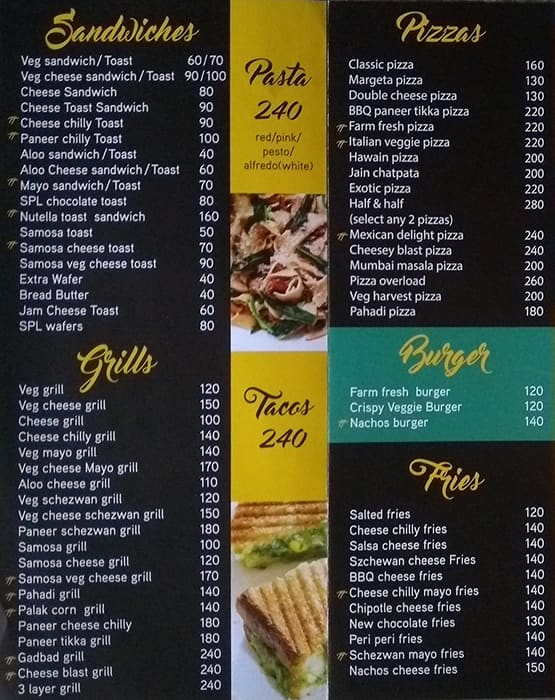 Sandwiches
Veg sandwich/Toast 60/70
Veg cheese sandwich/Toast 90/100
Cheese Sandwich 80
Cheese Toast Sandwich 90
Cheese chilly Toast 90
Paneer chilly Toast 100
Aloo sandwich/Toast 40
Aloo Cheese sandwich/Toast 60
Mayo sandwich/Toast 70
SPL chocolate toast 80
Nutella toast sandwich 160
Samosa toast 50
Samosa cheese toast 70
Samosa veg cheese toast 90
Extra Wafer 40
Bread Butter 40
Jam Cheese Toast 60
SPL wafers 80
Grills
Veg grill 120
Veg cheese grill 150
Cheese grill 100
Cheese chilly grill 140
Veg mayo grill 140
Veg cheese Mayo grill 170
Aloo cheese grill 110
Veg schezwan grill 120
Veg cheese schezwan grill 150
Paneer schezwan grill 180
Samosa grill 100
Samosa cheese grill 120
Samosa veg cheese grill 170
Pahadi grill 140
Palak corn grill 140
Paneer cheese chilly 180
Paneer tikka grill 180
Gadbad grill 240
Cheese blast grill 240
3 layer grill 240
Pasta
240
red/pink/
pesto/
alfredo(white)
Tacos
240
Pizzas
Classic pizza 160
Margeta pizza 130
Double cheese pizza 130
BBQ paneer tikka pizza 220
Farm fresh pizza 220
Italian veggie pizza 220
Hawain pizza 200
Jain chatpata 200
Exotic pizza 220
Half & half 280
(select any 2 pizzas)
Mexican delight pizza 240
Cheesey blast pizza 240
Mumbai masala pizza 200
Pizza overload 260
Veg harvest pizza 200
Pahadi pizza 180
Burger
Farm fresh burger 120
Crispy Veggie Burger 120
Nachos burger 140
Fries
Salted fries 120
Cheese chilly fries 140
Salsa cheese fries 140
Szchewan cheese Fries 140
BBQ cheese fries 140
Cheese chilly mayo fries 140
Chipotle cheese fries 140
New chocolate fries 130
Peri peri fries 140
Schezwan mayo fries 140
Nachos cheese fries 150